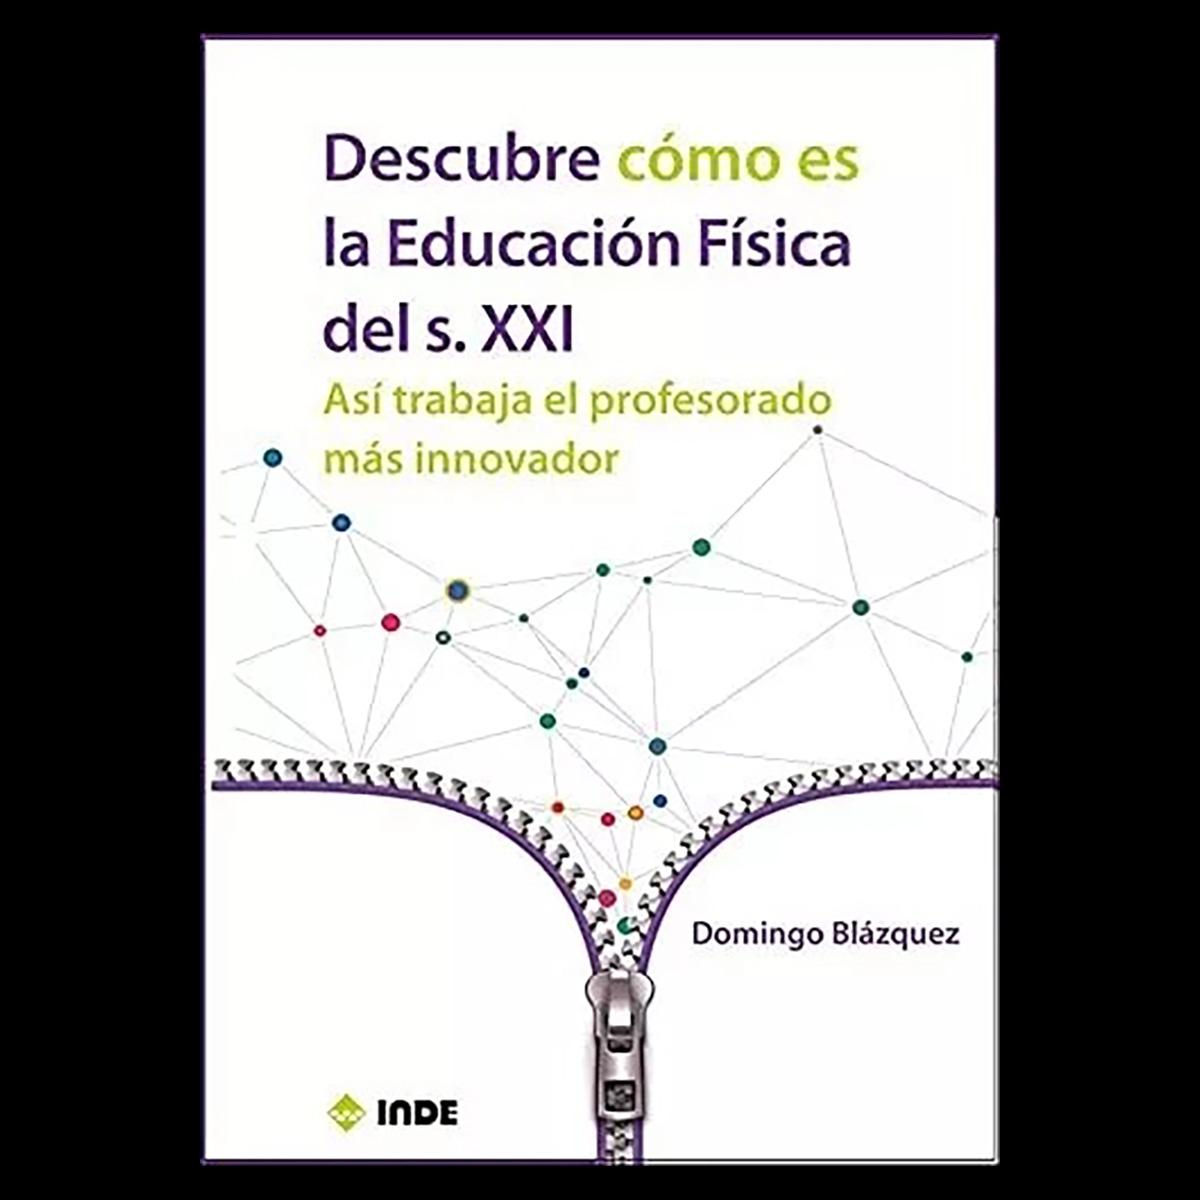 Descubre cómo es
la Educación Física
del s. XXI
Así trabaja el profesorado
más innovador
Domingo Blázquez
INDE